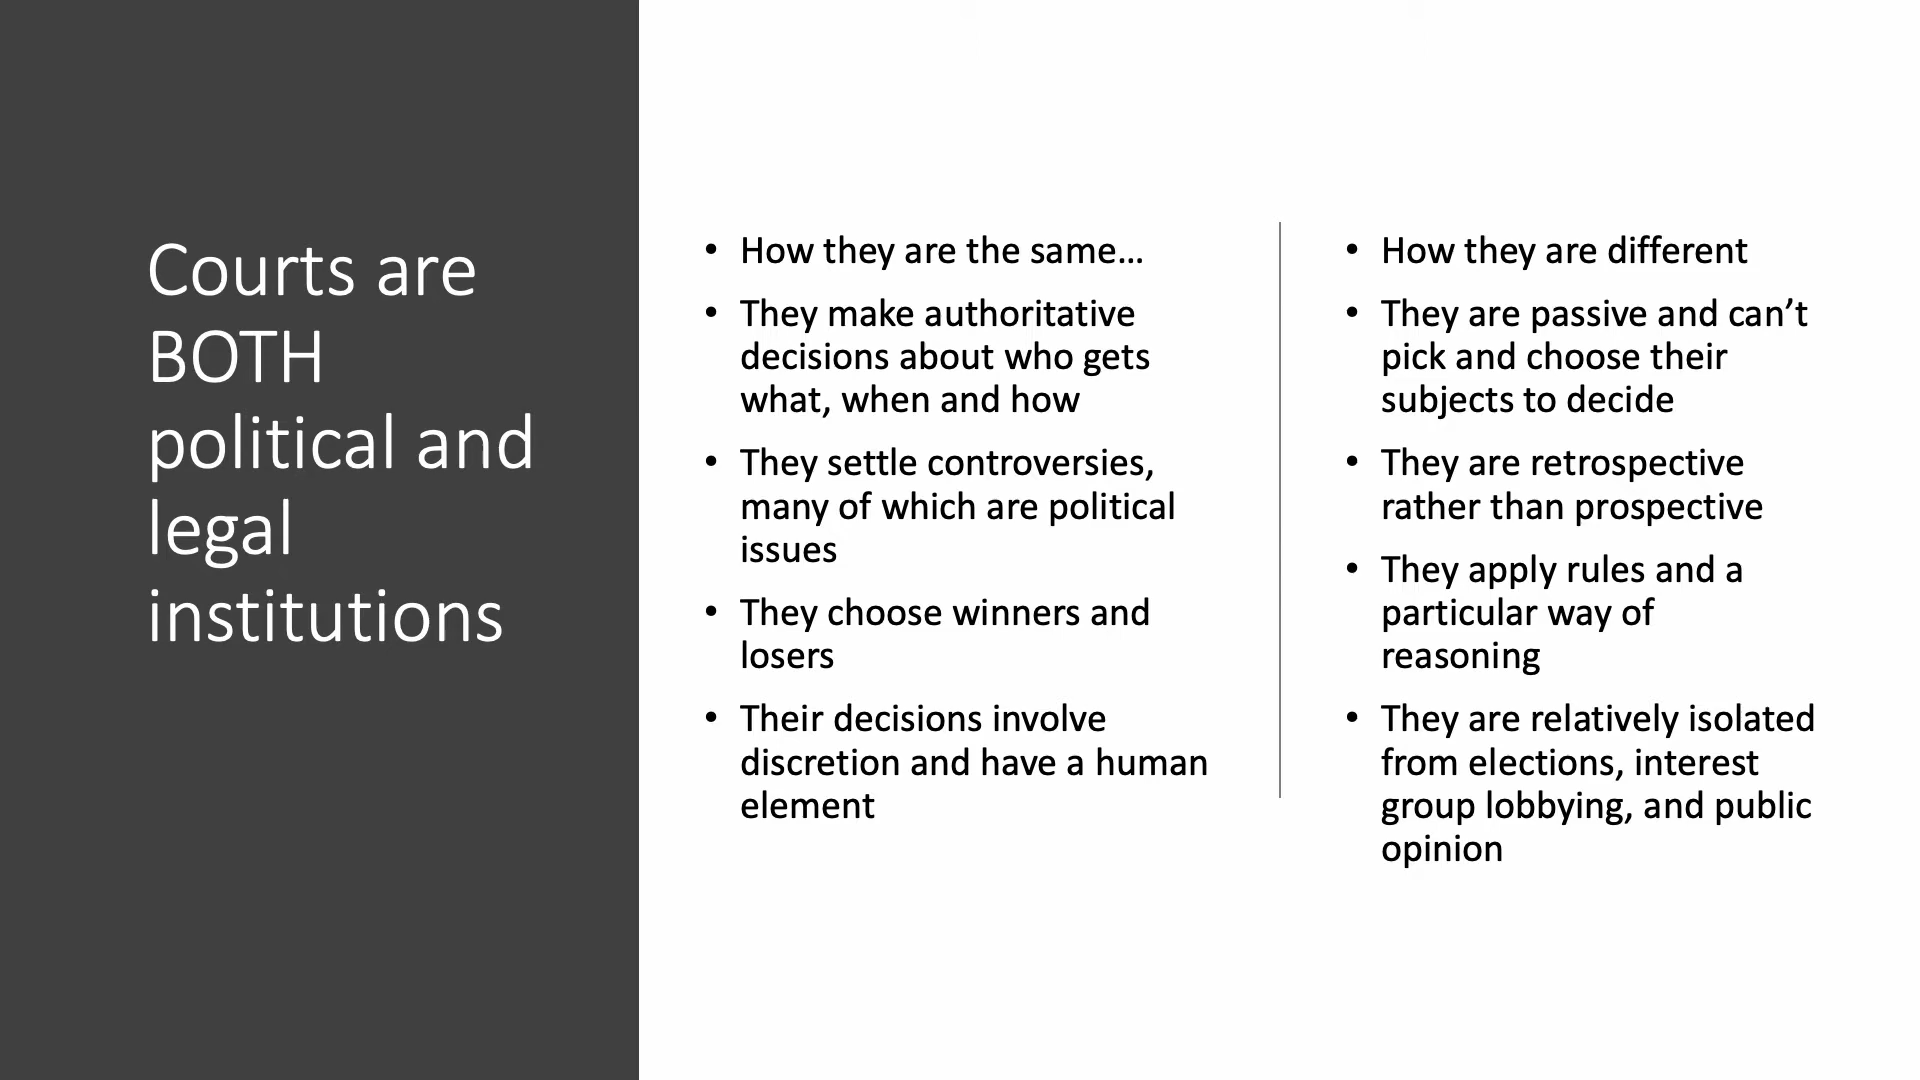 Courts are
BOTH
political and
legal
institutions
• How they are the same…
• They make authoritative
decisions about who gets
what, when and how
• They settle controversies,
many of which are political
issues
• They choose winners and
losers
• Their decisions involve
discretion and have a human
element
• How they are different
• They are passive and can’t
pick and choose their
subjects to decide
• They are retrospective
rather than prospective
• They apply rules and a
particular way of
reasoning
• They are relatively isolated
from elections, interest
group lobbying, and public
opinion